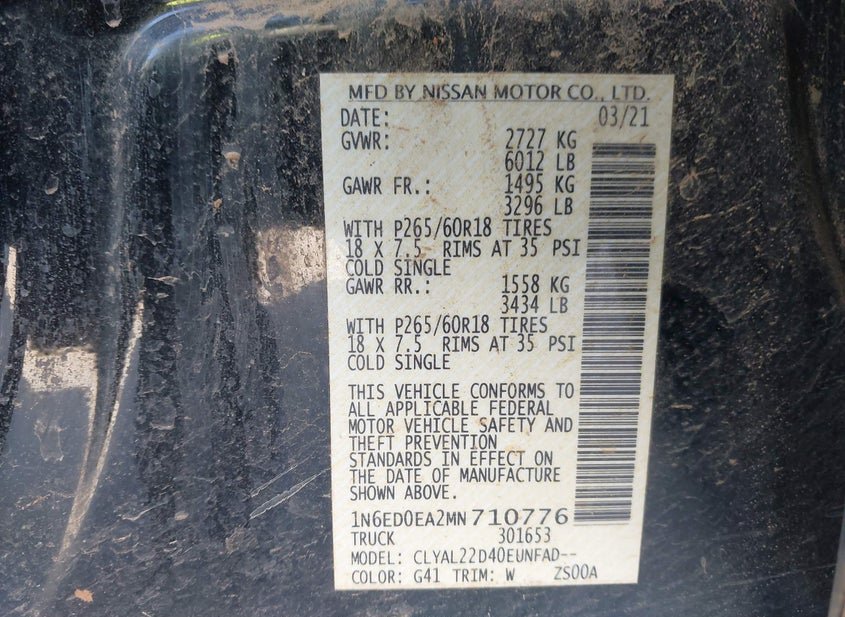 MFD BY NISSAN MOTOR CO., LTD.
DATE: 03/21
GVWR: 2727 KG
6012 LB
GAWR FR.: 1495 KG
3296 LB
WITH P265/60R18 TIRES
18 X 7.5 RIMS AT 35 PSI
COLD SINGLE
GAWR RR.: 1558 KG
3434 LB
WITH P265/60R18 TIRES
18 X 7.5 RIMS AT 35 PSI
COLD SINGLE
THIS VEHICLE CONFORMS TO
ALL APPLICABLE FEDERAL
MOTOR VEHICLE SAFETY AND
THEFT PREVENTION
STANDARDS IN EFFECT ON
THE DATE OF MANUFACTURE
SHOWN ABOVE.
1N6ED0EA2MN710776
TRUCK 301653
MODEL: CLYAL22D40EUNFAD--
COLOR: G41 TRIM: W ZS00A